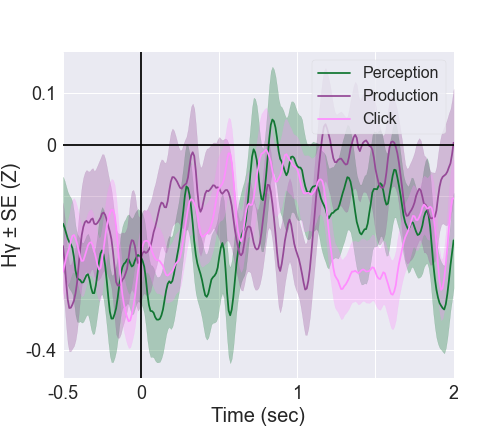 Perception
Production
Click
Hγ ± SE (Z)
0.1
0
-0.4
-0.5
0
1
2
Time (sec)